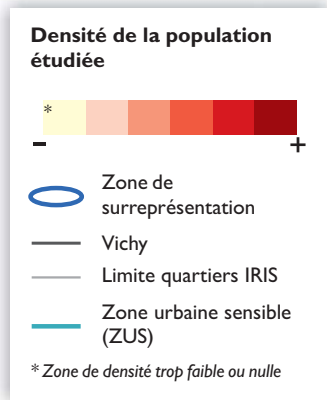 Densité de la population
étudiée
*
- +
Zone de
surreprésentation
Vichy
Limite quartiers IRIS
Zone urbaine sensible
(ZUS)
* Zone de densité trop faible ou nulle